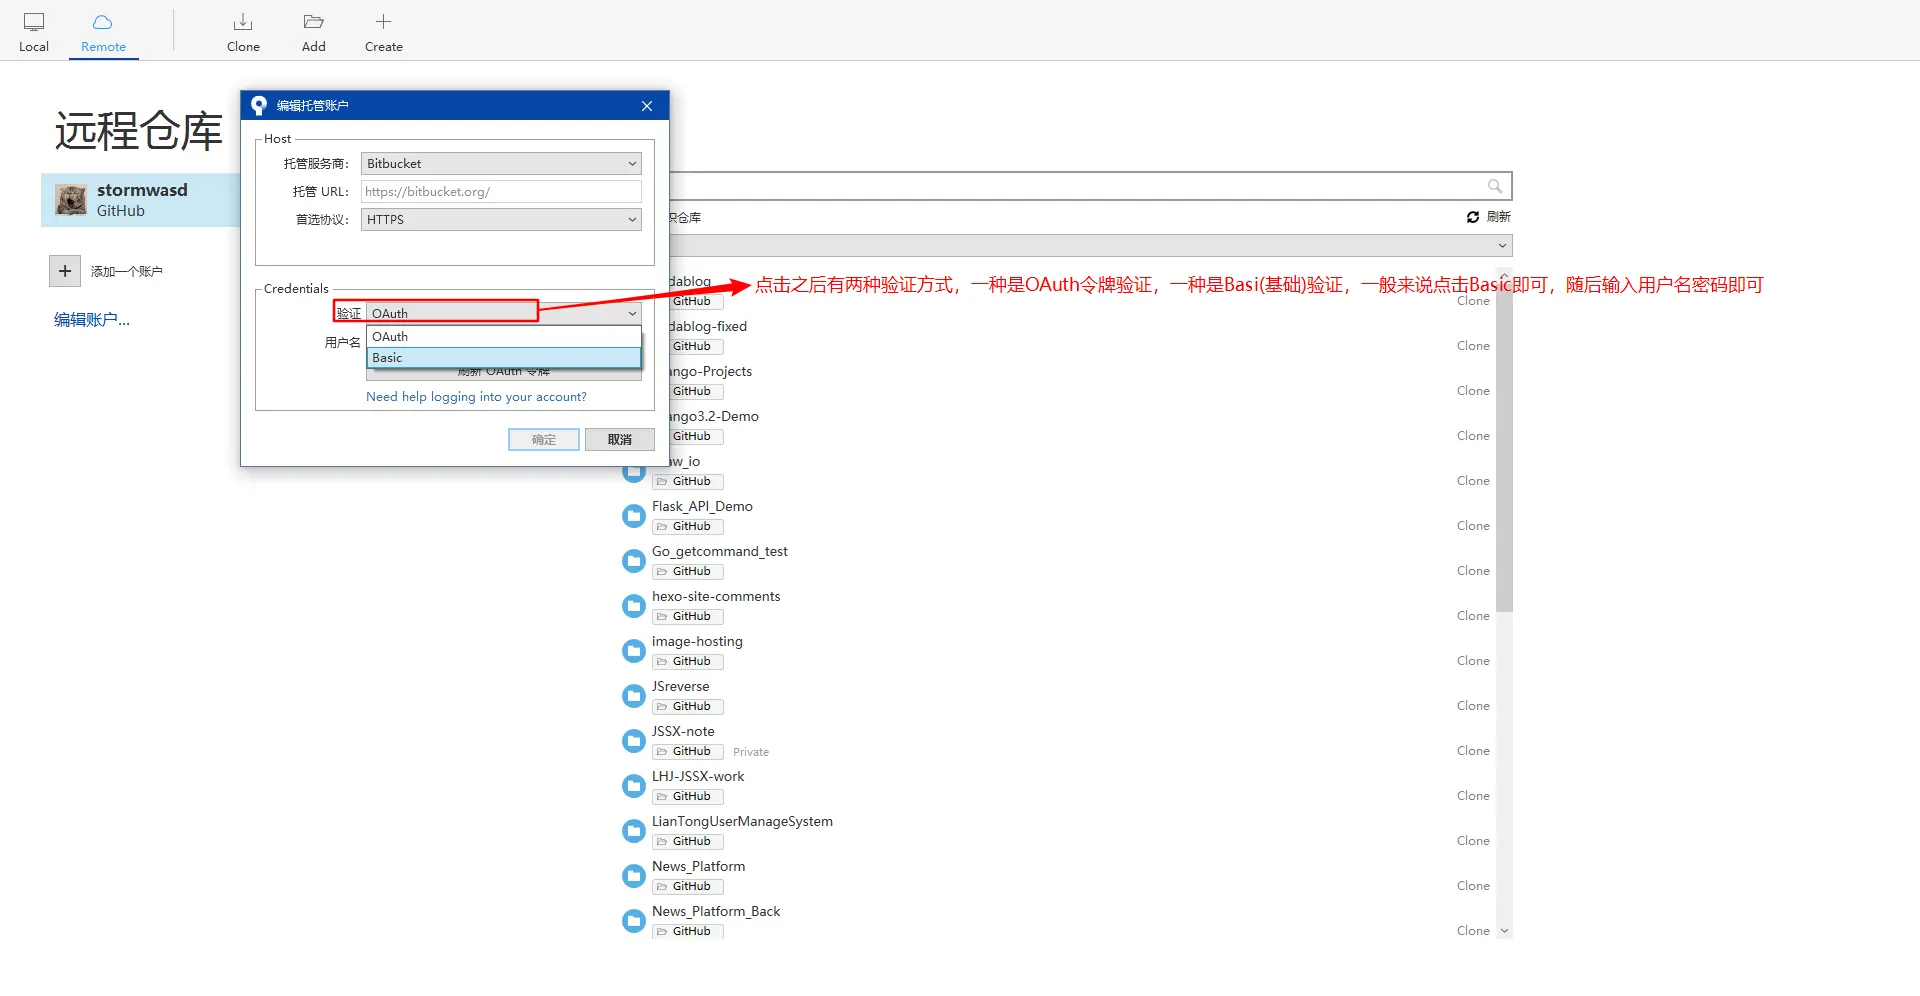 Local
Remote
Clone
Add
Create
远程仓库
stormwasd
GitHub
添加一个账户
编辑账户...
编辑托管账户
Host
托管服务商:
Bitbucket
托管 URL:
https://bitbucket.org/
首选协议:
HTTPS
Credentials
验证
OAuth
OAuth
Basic
用户名
刷新 OAuth 令牌
Need help logging into your account?
确定
取消
仓库
刷新
点击之后有两种验证方式，一种是OAuth令牌验证，一种是Basi(基础)验证，一般来说点击Basic即可，随后输入用户名密码即可
dablog
GitHub
Clone
dablog-fixed
GitHub
Clone
ango-Projects
GitHub
Clone
ango3.2-Demo
GitHub
Clone
aw_io
GitHub
Clone
Flask_API_Demo
GitHub
Clone
Go_getcommand_test
GitHub
Clone
hexo-site-comments
GitHub
Clone
image-hosting
GitHub
Clone
JSreverse
GitHub
Clone
JSSX-note
GitHub Private
Clone
LHJ-JSSX-work
GitHub
Clone
LianTongUserManageSystem
GitHub
Clone
News_Platform
GitHub
Clone
News_Platform_Back
GitHub
Clone